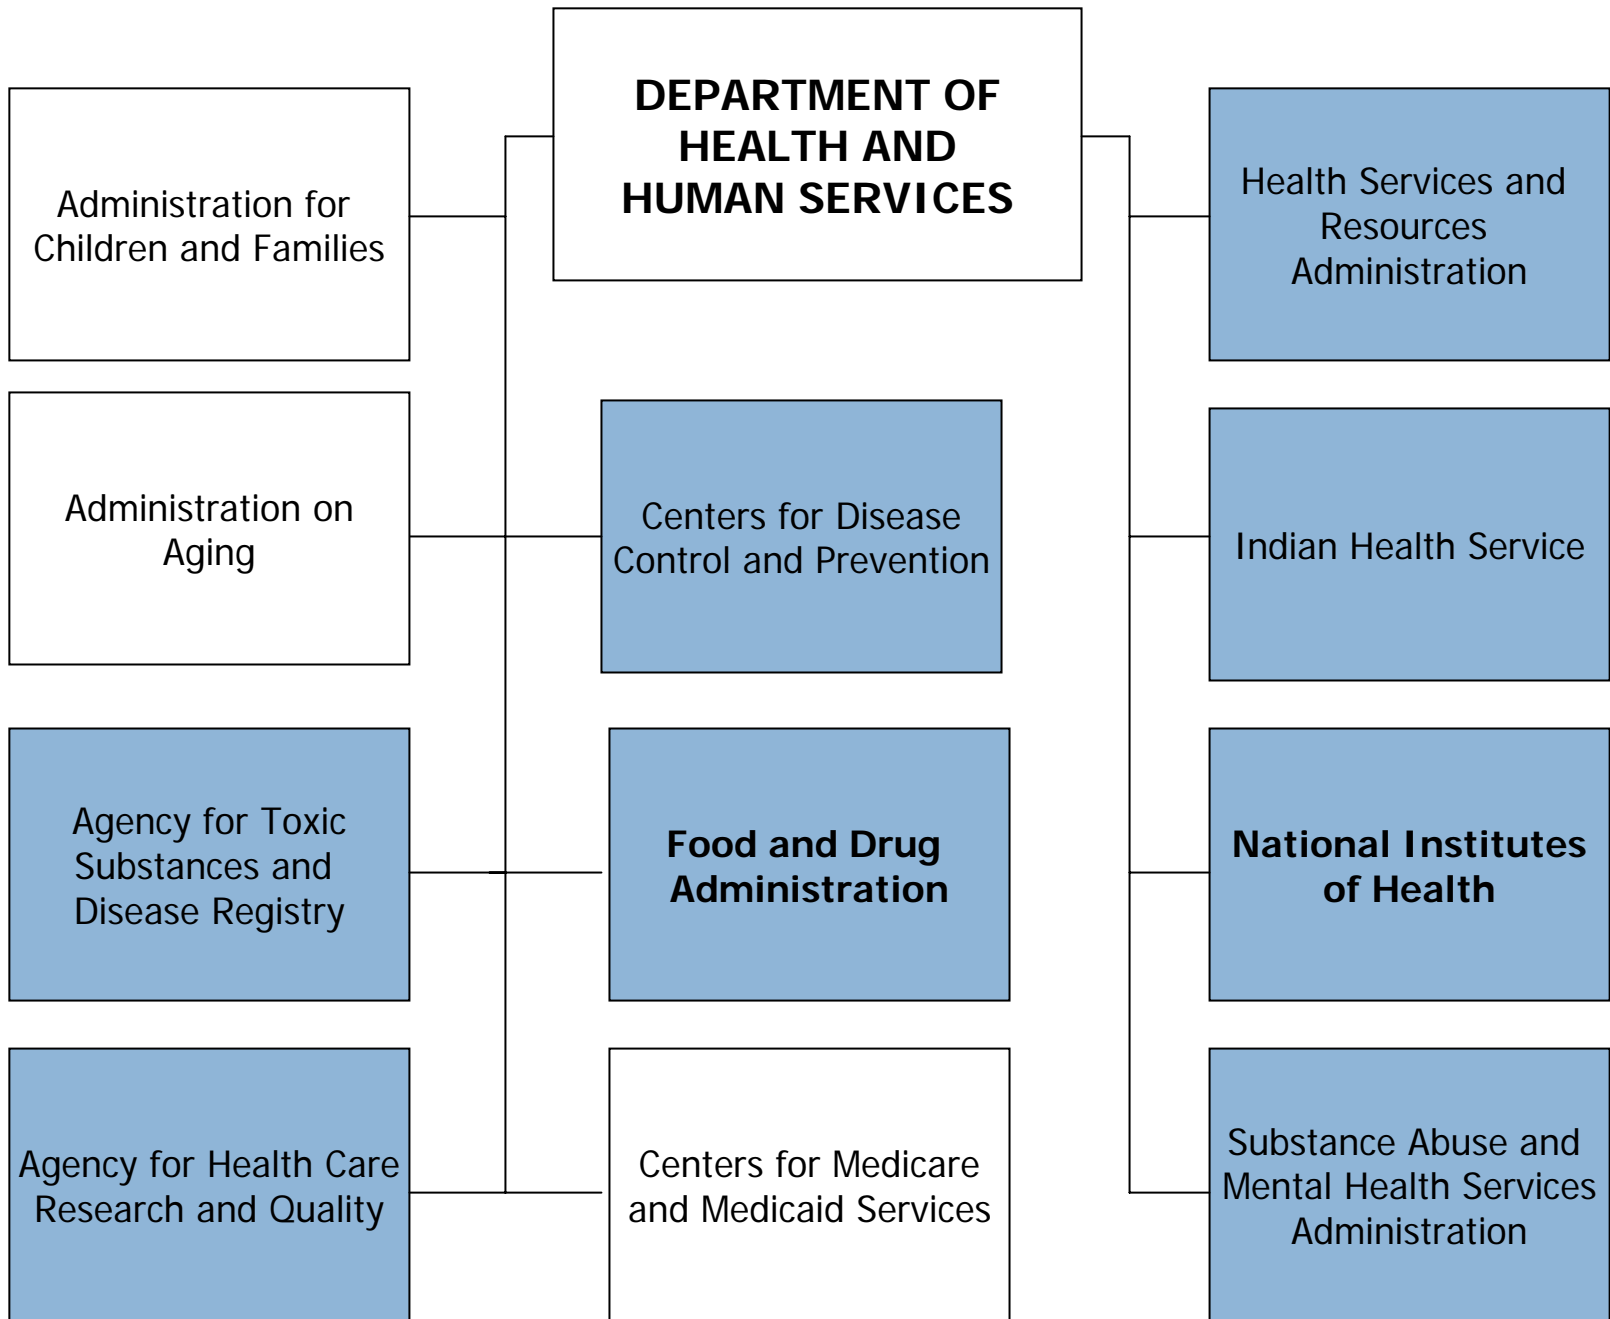 DEPARTMENT OF
HEALTH AND
HUMAN SERVICES
Administration for
Children and Families
Health Services and
Resources
Administration
Administration on
Aging
Centers for Disease
Control and Prevention
Indian Health Service
Agency for Toxic
Substances and
Disease Registry
Food and Drug
Administration
National Institutes
of Health
Agency for Health Care
Research and Quality
Centers for Medicare
and Medicaid Services
Substance Abuse and
Mental Health Services
Administration